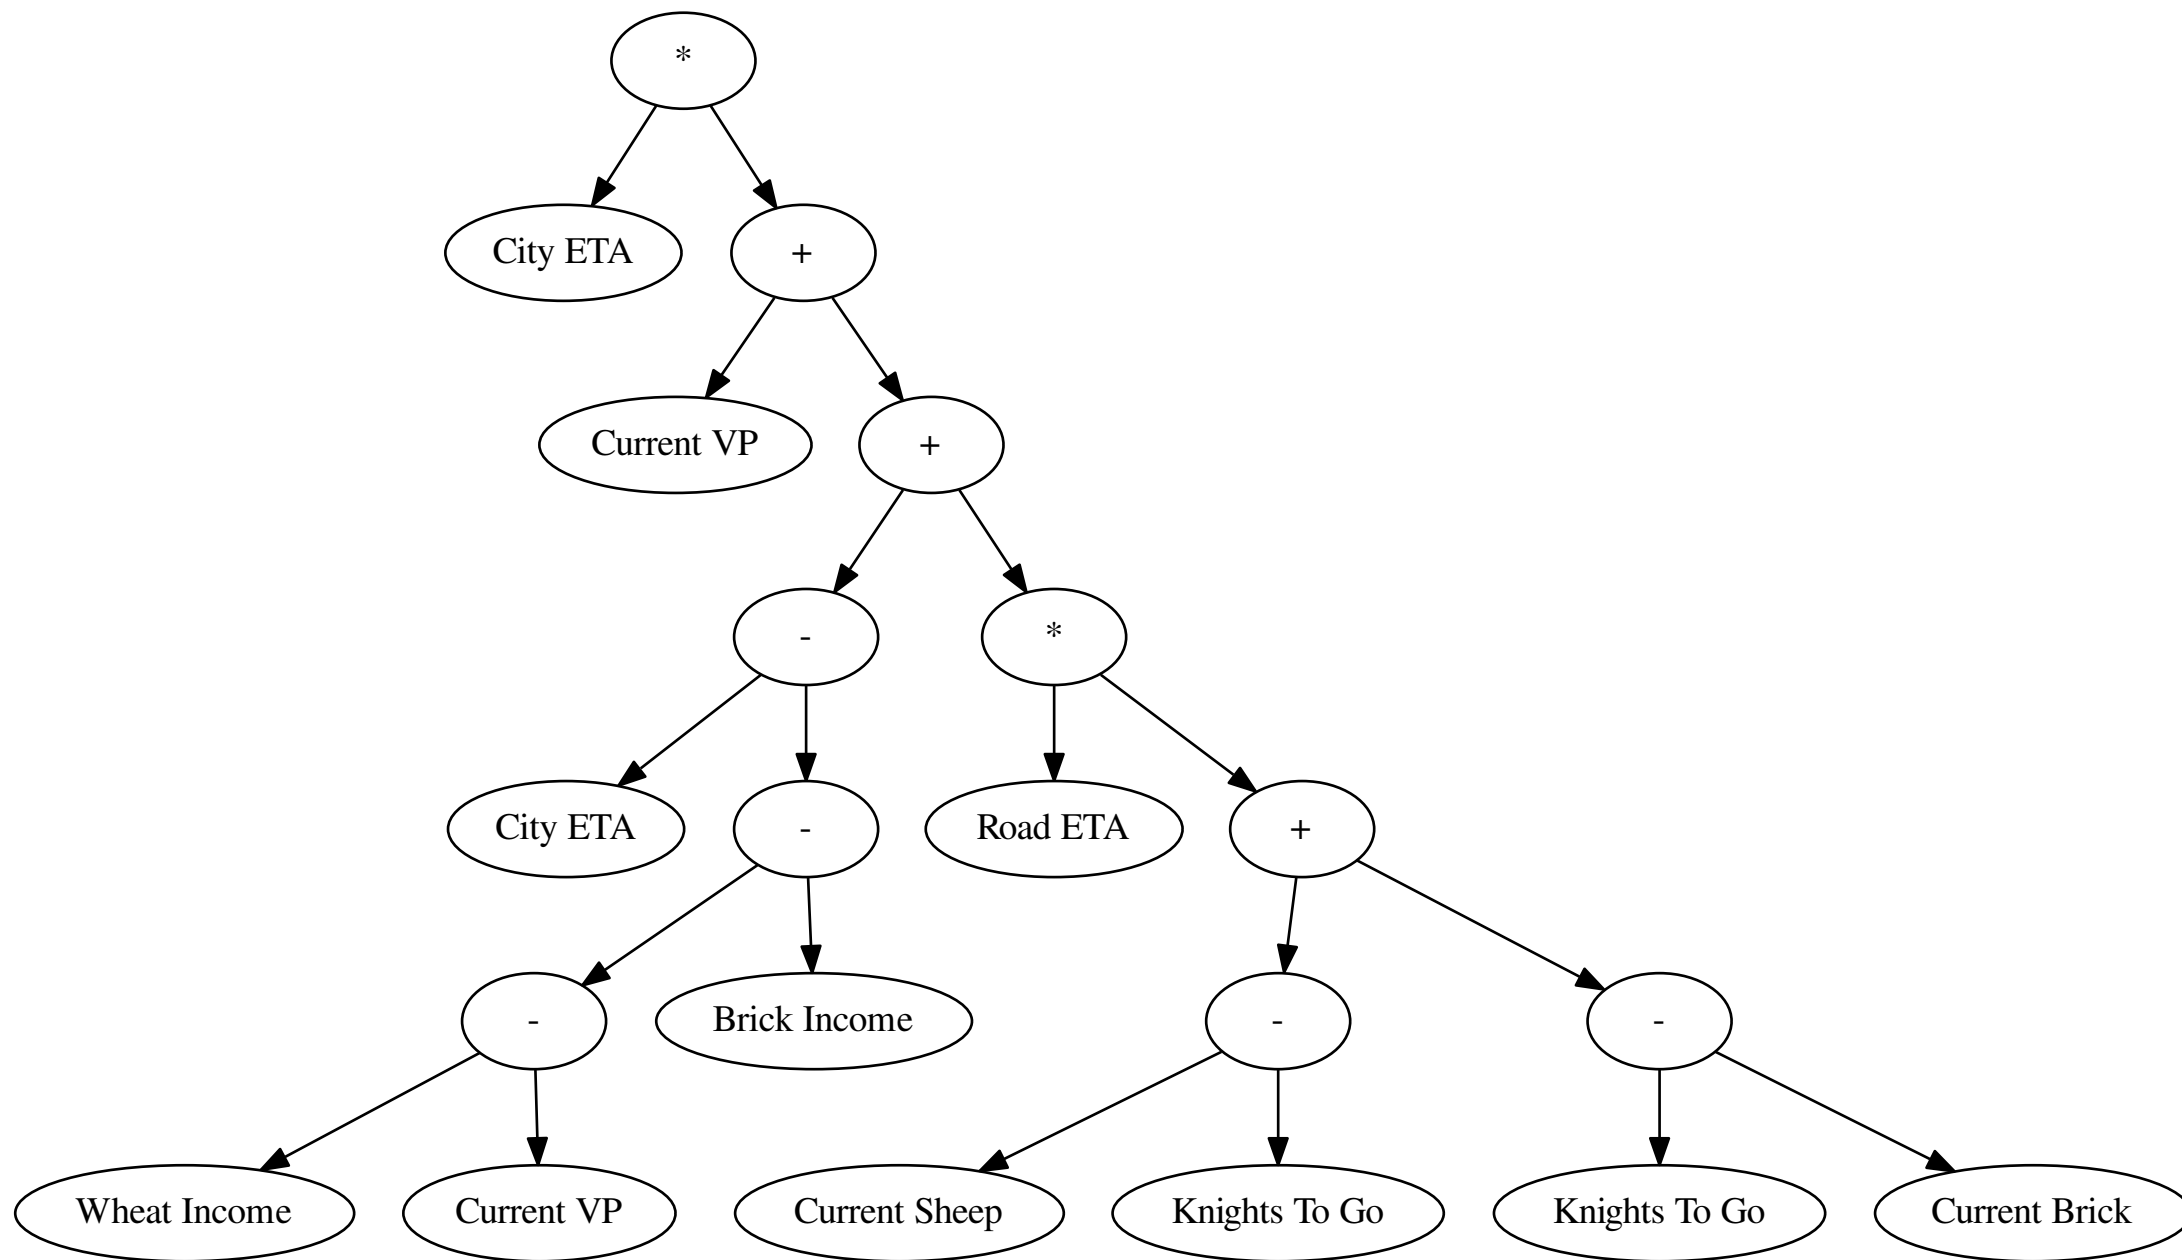 *
City ETA
+
Current VP
+
-
*
City ETA
-
Road ETA
+
-
Brick Income
-
-
Wheat Income
Current VP
Current Sheep
Knights To Go
Knights To Go
Current Brick